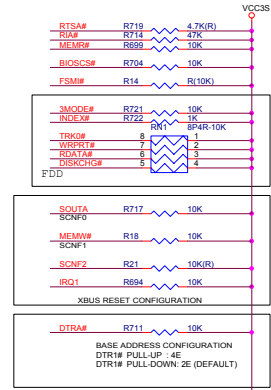 VCC3S
RTSA# R719 4.7K(R)
RIA# R714 47K
MEMR# R699 10K
BIOSCS# R704 10K
FSMI# R14 R(10K)
3MODE# R721 10K
INDEX# R722 1K
RN1 8P4R-10K
TRK0# 8 1
WRPRT# 7 2
RDATA# 6 3
DISKCHG# 5 4
FDD
SOUTA R717 10K
SCNF0
MEMW# R18 10K
SCNF1
SCNF2 R21 10K(R)
IRQ1 R694 10K
XBUS RESET CONFIGURATION
DTRA# R711 10K
BASE ADDRESS CONFIGURATION
DTR1# PULL-UP : 4E
DTR1# PULL-DOWN: 2E (DEFAULT)